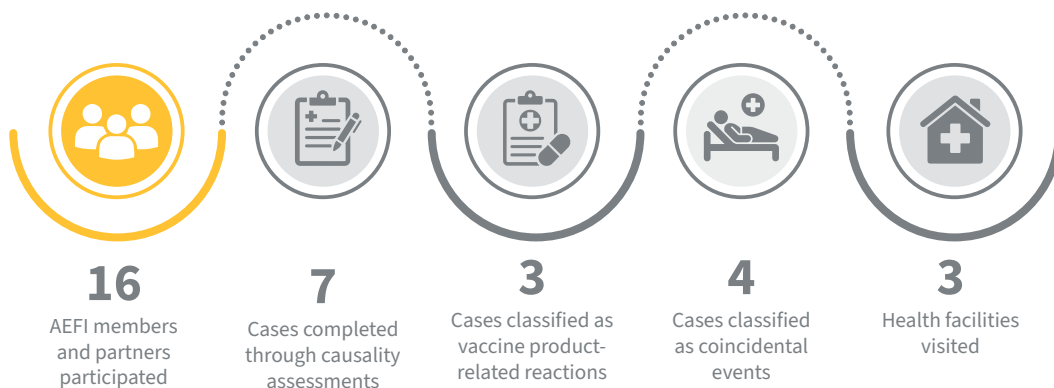 16
AEFI members
and partners
participated
7
Cases completed
through causality
assessments
3
Cases classified as
vaccine product-
related reactions
4
Cases classified
as coincidental
events
3
Health facilities
visited